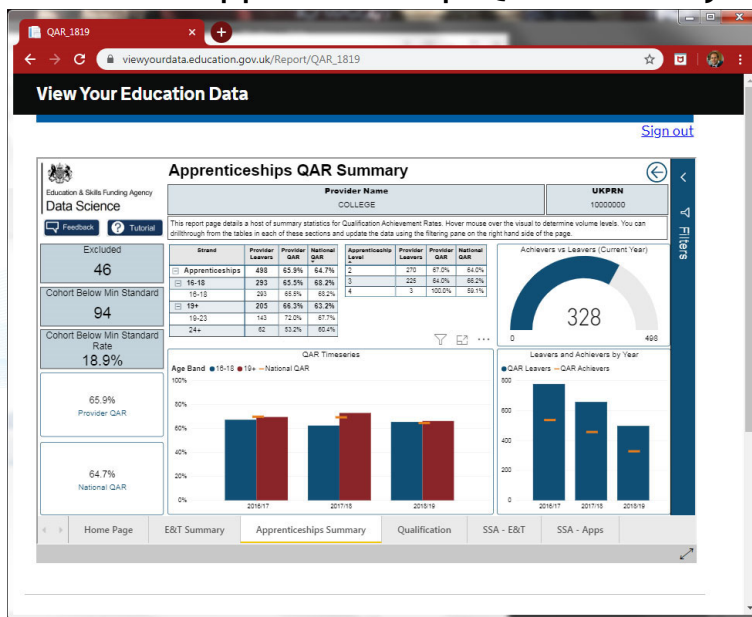 QAR_1819
viewyourdata.education.gov.uk/Report/QAR_1819
View Your Education Data
Sign out
Education & Skills Funding Agency
Data Science
Feedback
Tutorial
Apprenticeships QAR Summary
Provider Name
UKPRN
COLLEGE
10000000
This report page details a host of summary statistics for Qualification Achievement Rates. Hover mouse over the visual to determine volume levels. You can
drillthrough from the tables in each of these sections and update the data using the filtering pane on the right hand side of the page.
Filters
Excluded
46
Cohort Below Min Standard
94
Cohort Below Min Standard
Rate
18.9%
65.9%
Provider QAR
64.7%
National QAR
Strand Provider Leavers Provider QAR National QAR
Apprenticeships 498 65.9% 64.7%
16-18 293 65.5% 68.2%
16-18 293 65.5% 68.2%
19+ 205 66.3% 63.2%
19-23 143 72.0% 67.7%
24+ 62 53.2% 60.4%
Apprenticeship Level Provider Leavers Provider QAR National QAR
2 270 67.0% 64.0%
3 225 64.0% 66.2%
4 3 100.0% 59.1%
Achievers vs Leavers (Current Year)
328
0 498
QAR Timeseries
Age Band 16-18 19+ National QAR
100%
80%
60%
40%
20%
0%
2016/17 2017/18 2018/19
Leavers and Achievers by Year
QAR Leavers QAR Achievers
800
600
400
200
0
2016/17 2017/18 2018/19
Home Page E&T Summary Apprenticeships Summary Qualification SSA - E&T SSA - Apps